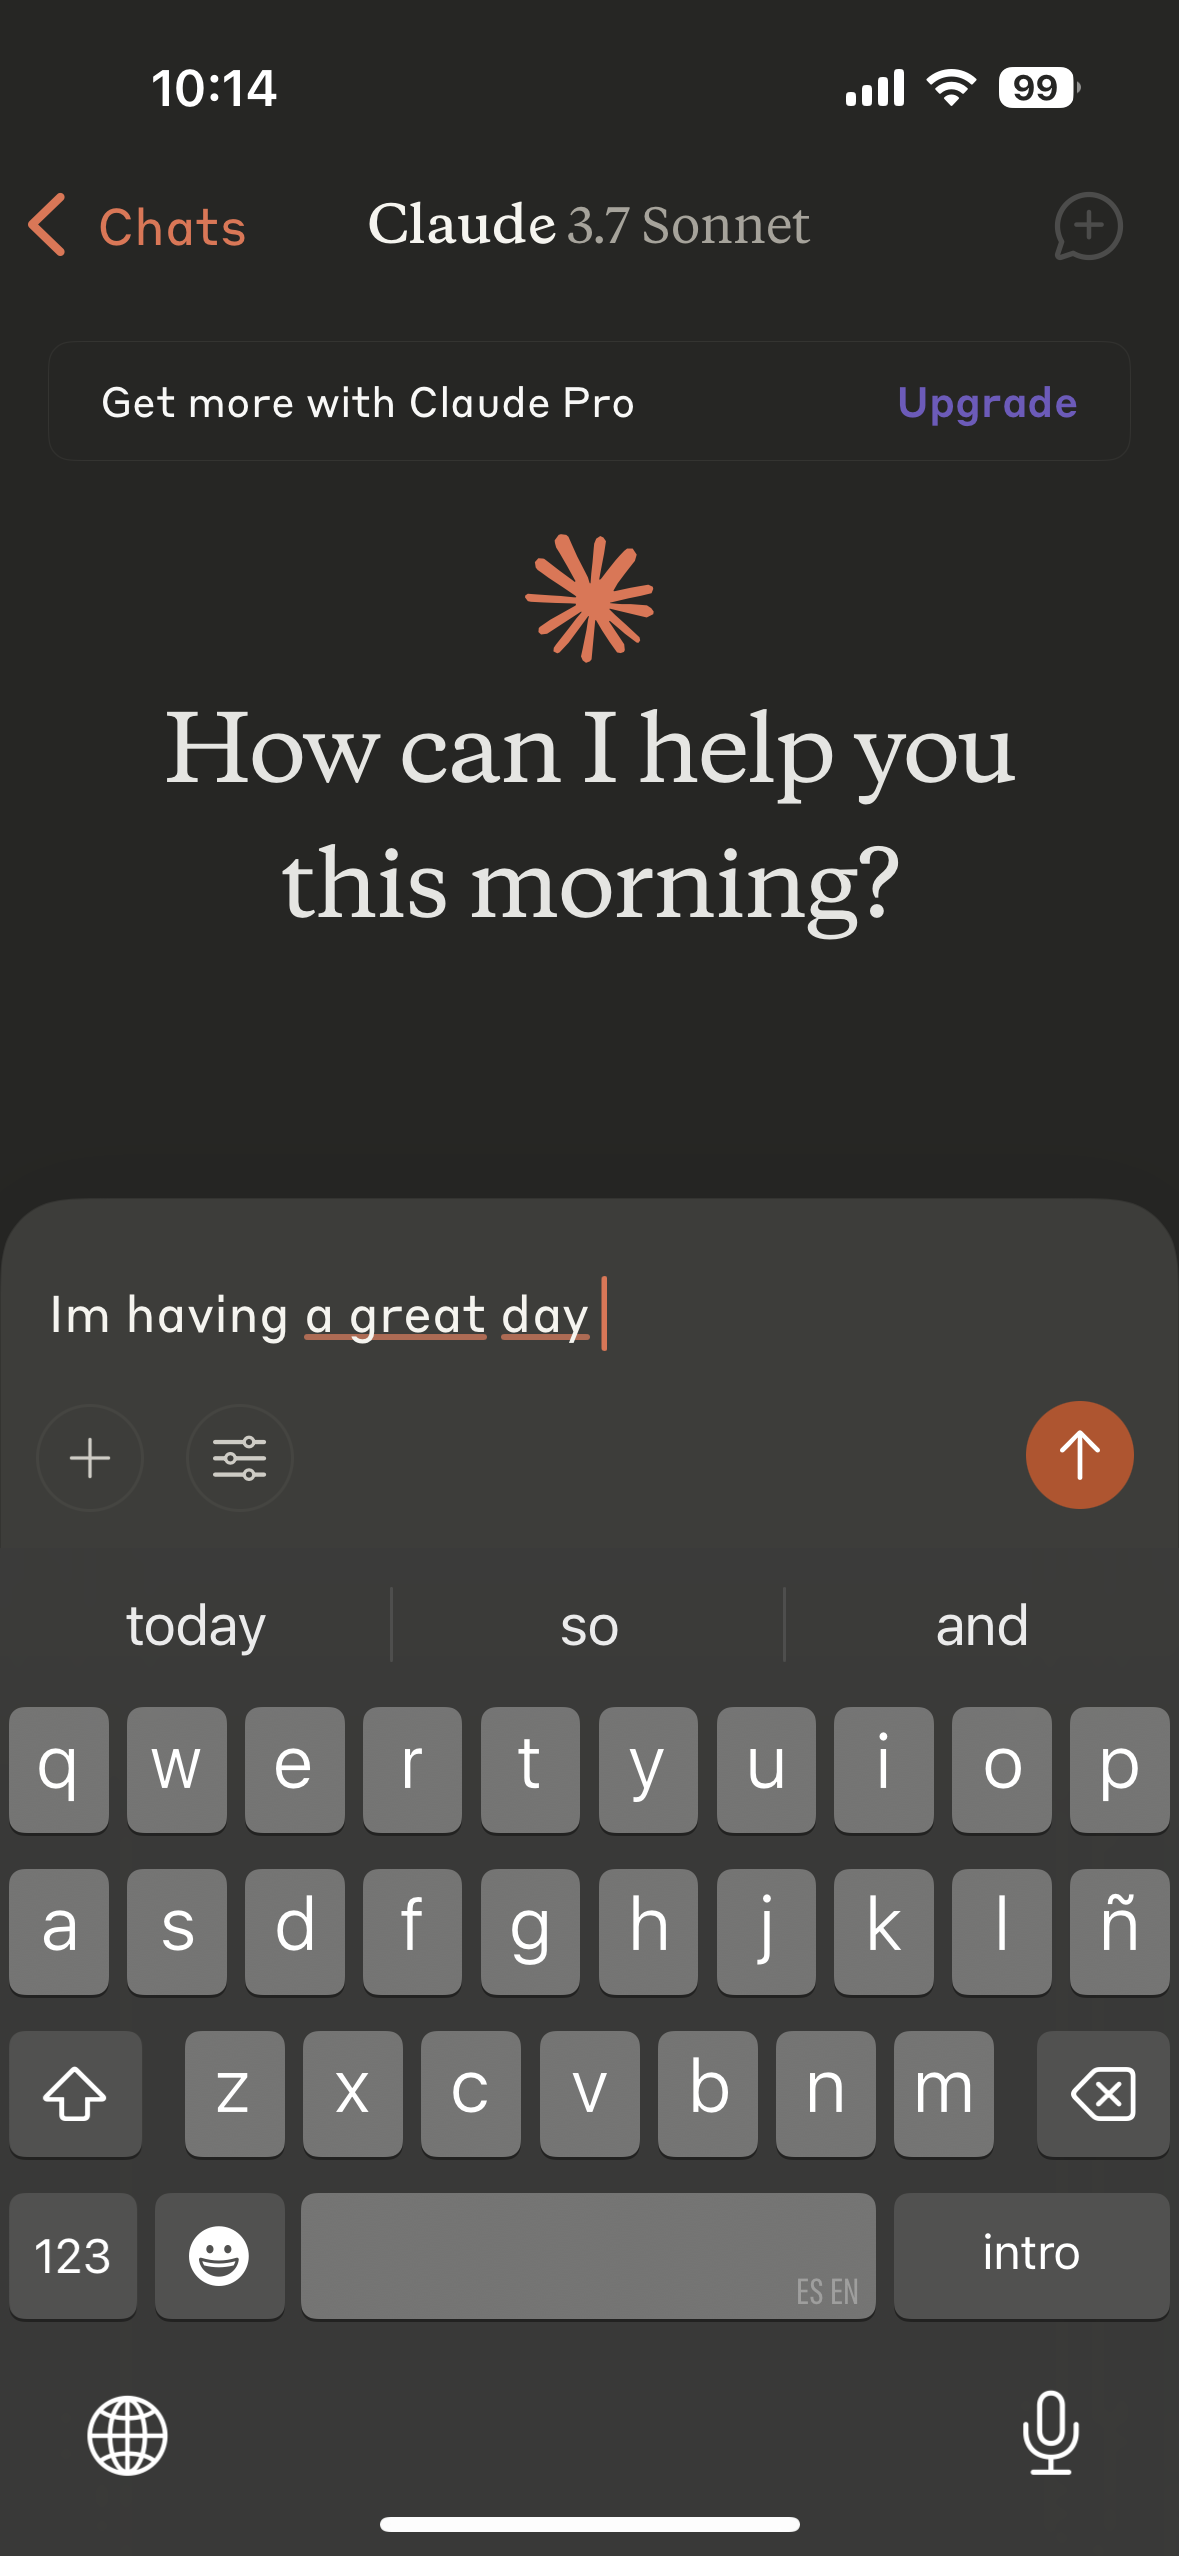 10:14
99
Chats
Claude 3.7 Sonnet
Get more with Claude Pro
Upgrade
How can I help you
this morning?
Im having a great day
today
so
and
q w e r t y u i o p
a s d f g h j k l ñ
z x c v b n m
123
ES EN
intro